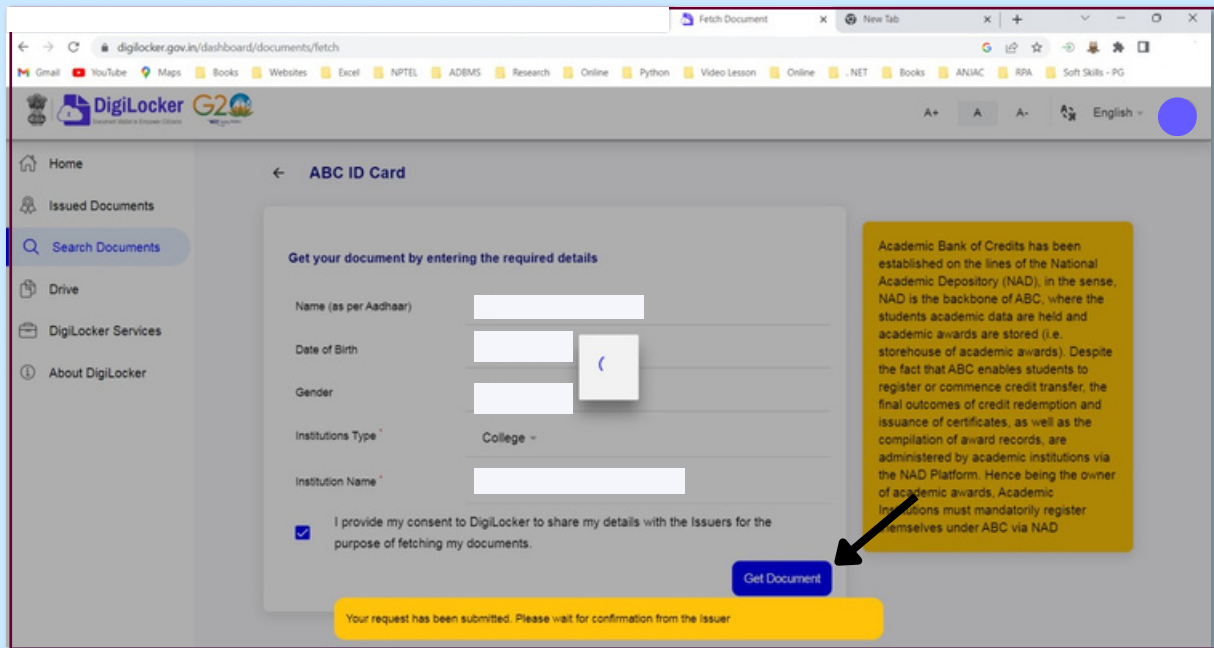 Fetch Document
New Tab
digilocker.gov.in/dashboard/documents/fetch
Gmail YouTube Maps Books Websites Excel NPTEL ADBMS Research Online Python Video Lesson Online .NET Books ANJAC RPA Soft Skills - PG
DigiLocker G20
A+ A A- English
Home
Issued Documents
Search Documents
Drive
DigiLocker Services
About DigiLocker
ABC ID Card
Get your document by entering the required details
Name (as per Aadhaar)
Date of Birth
Gender
Institutions Type *
College
Institution Name *
I provide my consent to DigiLocker to share my details with the Issuers for the
purpose of fetching my documents.
Get Document
Your request has been submitted. Please wait for confirmation from the Issuer
Academic Bank of Credits has been
established on the lines of the National
Academic Depository (NAD), in the sense,
NAD is the backbone of ABC, where the
students academic data are held and
academic awards are stored (i.e.
storehouse of academic awards). Despite
the fact that ABC enables students to
register or commence credit transfer, the
final outcomes of credit redemption and
issuance of certificates, as well as the
compilation of award records, are
administered by academic institutions via
the NAD Platform. Hence being the owner
of academic awards, Academic
Institutions must mandatorily register
themselves under ABC via NAD